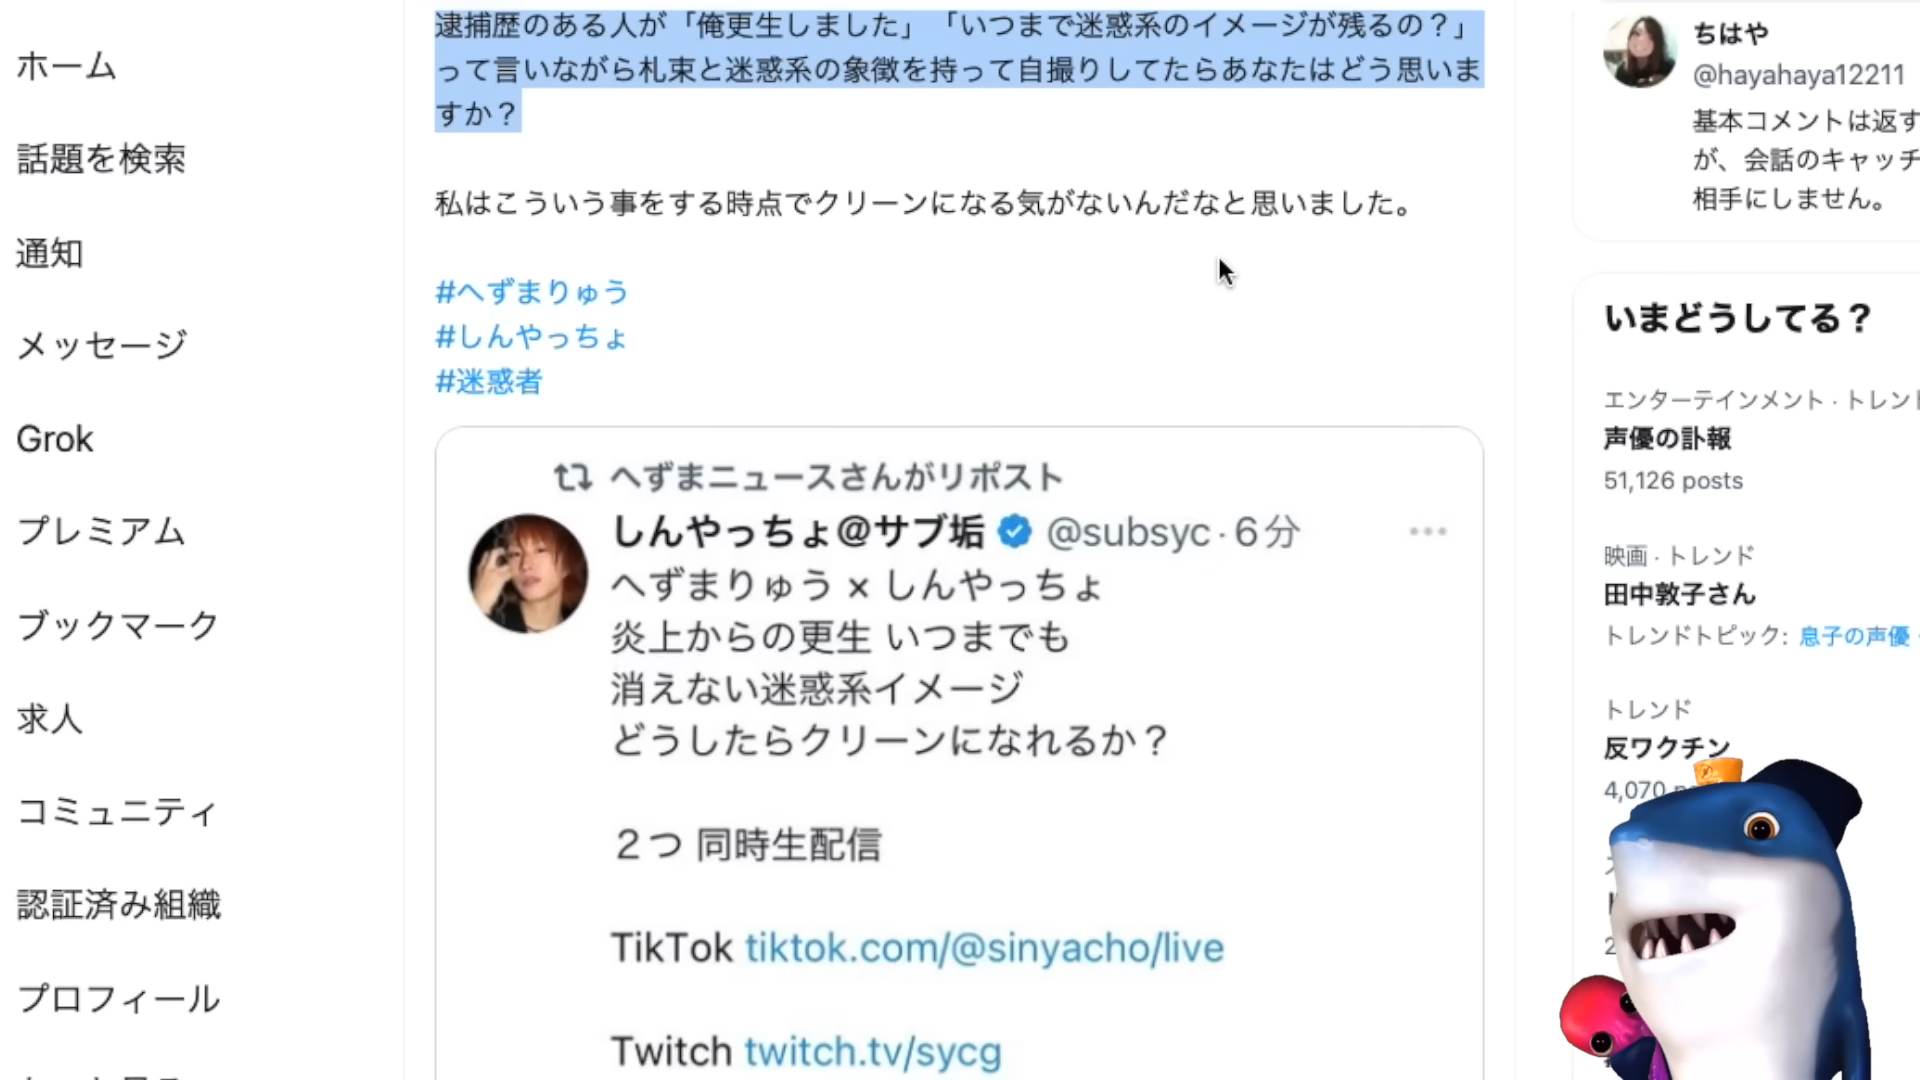 ホーム
話題を検索
通知
メッセージ
Grok
プレミアム
ブックマーク
求人
コミュニティ
認証済み組織
プロフィール
逮捕歴のある人が「俺更生しました」「いつまで迷惑系のイメージが残るの？」
って言いながら札束と迷惑系の象徴を持って自撮りしてたらあなたはどう思いま
すか？
私はこういう事をする時点でクリーンになる気がないんだなと思いました。
#へずまりゅう
#しんやっちょ
#迷惑者
へずまニュースさんがリポスト
しんやっちょ@サブ垢 @subsyc · 6分
へずまりゅう × しんやっちょ
炎上からの更生 いつまでも
消えない迷惑系イメージ
どうしたらクリーンになれるか？
２つ 同時生配信
TikTok tiktok.com/@sinyacho/live
Twitch twitch.tv/sycg
ちはや
@hayahaya12211
基本コメントは返す
が、会話のキャッチ
相手にしません。
いまどうしてる？
エンターテインメント · トレンド
声優の訃報
51,126 posts
映画 · トレンド
田中敦子さん
トレンドトピック: 息子の声優
トレンド
反ワクチン
4,070